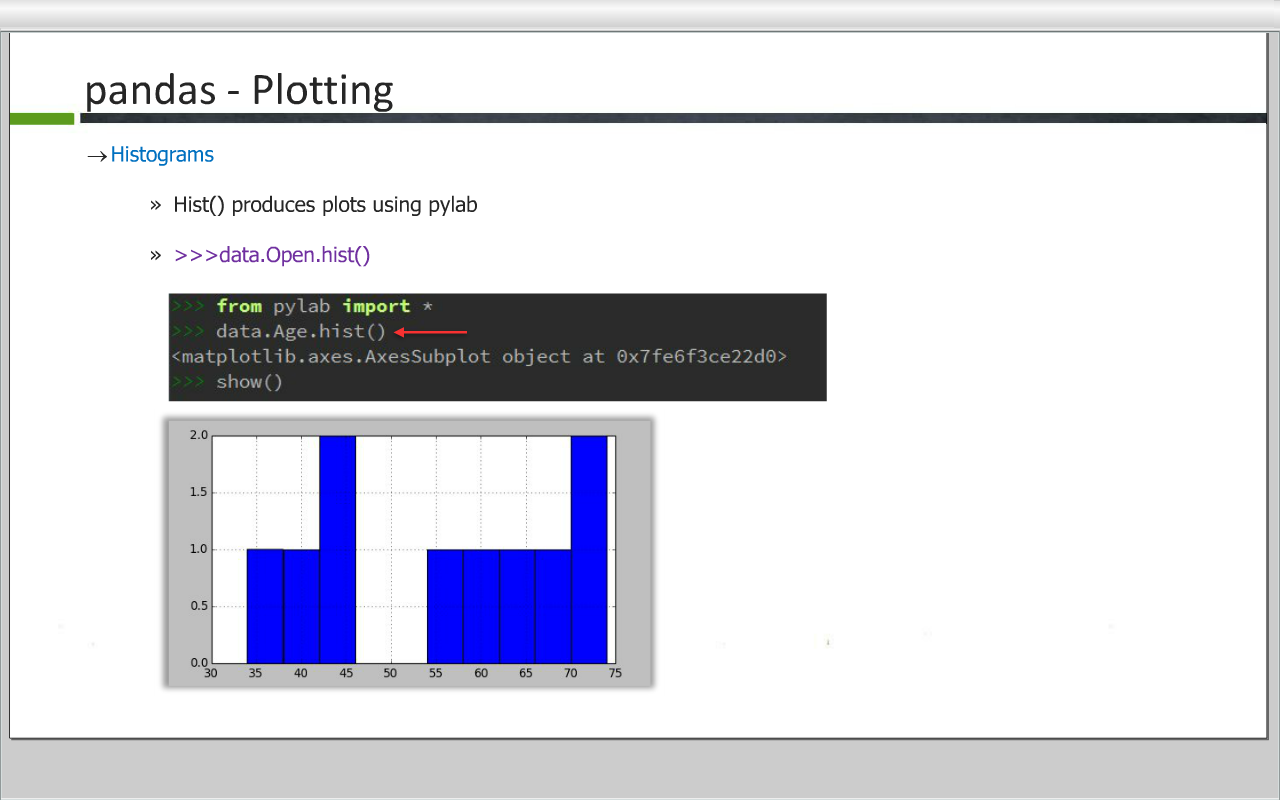 pandas - Plotting
→Histograms
» Hist() produces plots using pylab
» >>>data.Open.hist()
>>> from pylab import *
>>> data.Age.hist()
<matplotlib.axes.AxesSubplot object at 0x7fe6f3ce22d0>
>>> show()
2.0
1.5
1.0
0.5
0.0
30 35 40 45 50 55 60 65 70 75